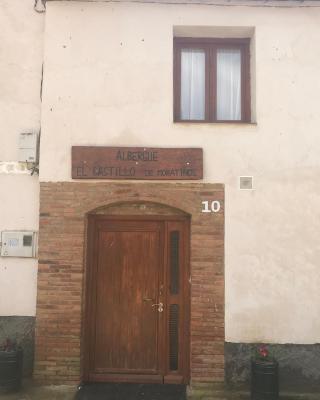 ALBERGUE
EL CASTILLO DE MORATINOS
10